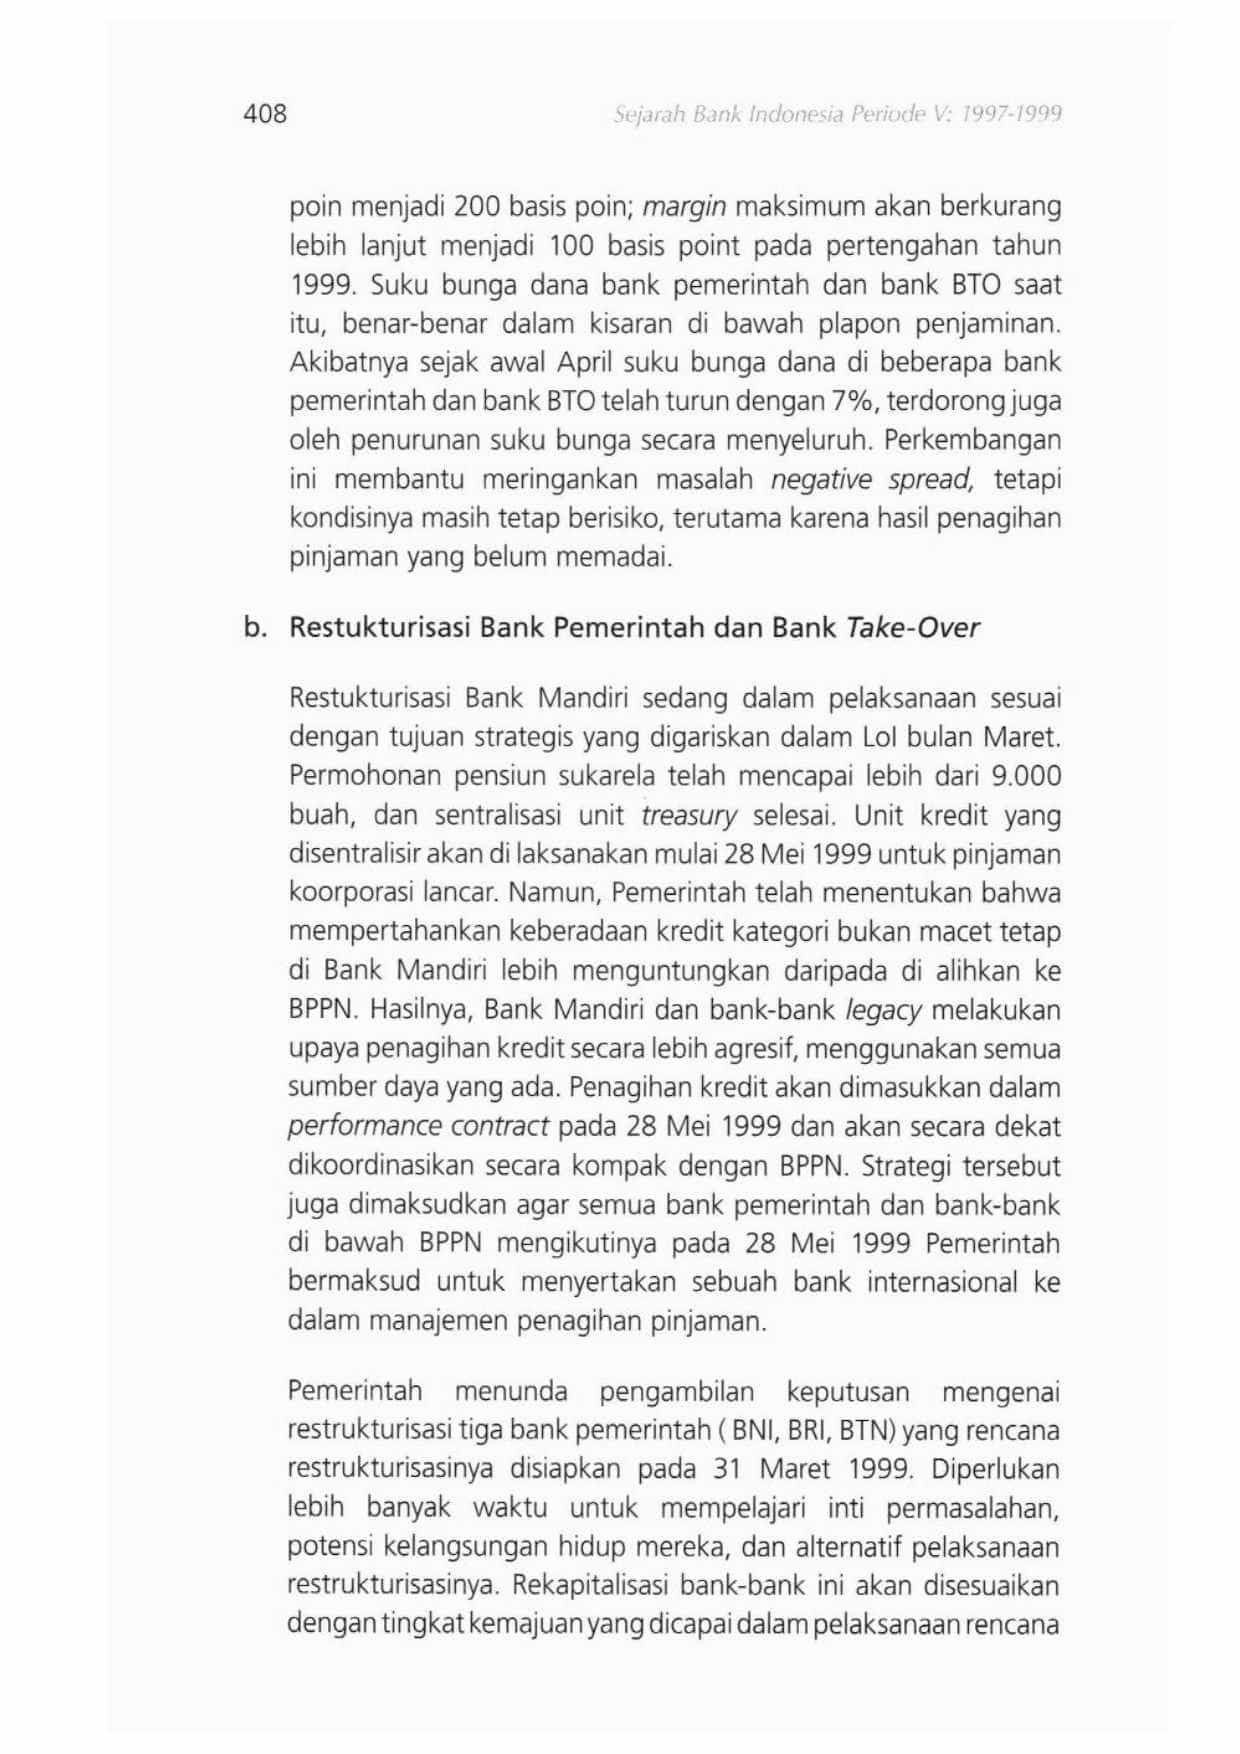 408
Sejarah Bank Indonesia Periode V: 1997-1999
poin menjadi 200 basis poin; margin maksimum akan berkurang
lebih lanjut menjadi 100 basis point pada pertengahan tahun
1999. Suku bunga dana bank pemerintah dan bank BTO saat
itu, benar-benar dalam kisaran di bawah plapon penjaminan.
Akibatnya sejak awal April suku bunga dana di beberapa bank
pemerintah dan bank BTO telah turun dengan 7%, terdorong juga
oleh penurunan suku bunga secara menyeluruh. Perkembangan
ini membantu meringankan masalah negative spread, tetapi
kondisinya masih tetap berisiko, terutama karena hasil penagihan
pinjaman yang belum memadai.
b. Restukturisasi Bank Pemerintah dan Bank Take-Over
Restukturisasi Bank Mandiri sedang dalam pelaksanaan sesuai
dengan tujuan strategis yang digariskan dalam LoI bulan Maret.
Permohonan pensiun sukarela telah mencapai lebih dari 9.000
buah, dan sentralisasi unit treasury selesai. Unit kredit yang
disentralisir akan di laksanakan mulai 28 Mei 1999 untuk pinjaman
koorporasi lancar. Namun, Pemerintah telah menentukan bahwa
mempertahankan keberadaan kredit kategori bukan macet tetap
di Bank Mandiri lebih menguntungkan daripada di alihkan ke
BPPN. Hasilnya, Bank Mandiri dan bank-bank legacy melakukan
upaya penagihan kredit secara lebih agresif, menggunakan semua
sumber daya yang ada. Penagihan kredit akan dimasukkan dalam
performance contract pada 28 Mei 1999 dan akan secara dekat
dikoordinasikan secara kompak dengan BPPN. Strategi tersebut
juga dimaksudkan agar semua bank pemerintah dan bank-bank
di bawah BPPN mengikutinya pada 28 Mei 1999 Pemerintah
bermaksud untuk menyertakan sebuah bank internasional ke
dalam manajemen penagihan pinjaman.
Pemerintah menunda pengambilan keputusan mengenai
restrukturisasi tiga bank pemerintah ( BNI, BRI, BTN) yang rencana
restrukturisasinya disiapkan pada 31 Maret 1999. Diperlukan
lebih banyak waktu untuk mempelajari inti permasalahan,
potensi kelangsungan hidup mereka, dan alternatif pelaksanaan
restrukturisasinya. Rekapitalisasi bank-bank ini akan disesuaikan
dengan tingkat kemajuan yang dicapai dalam pelaksanaan rencana